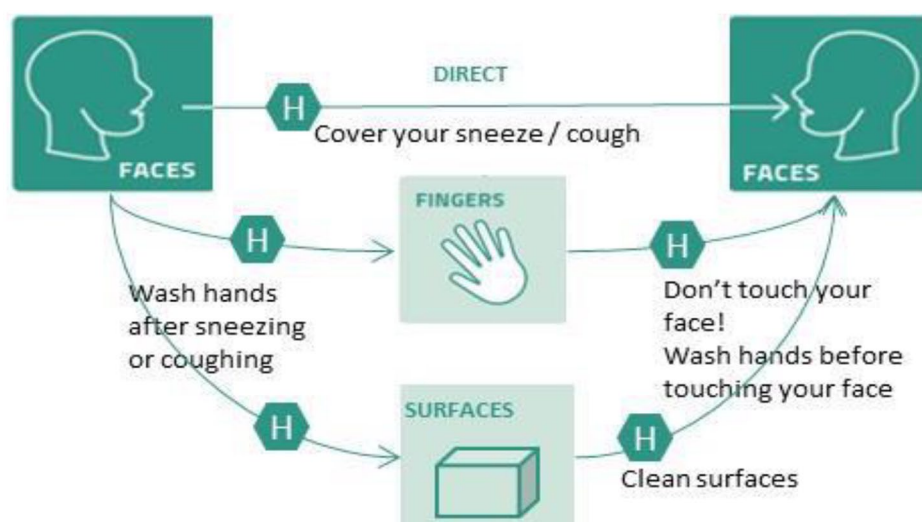 DIRECT
H
Cover your sneeze / cough
FACES
FACES
FINGERS
H
H
Wash hands
after sneezing
or coughing
Don’t touch your
face!
Wash hands before
touching your face
SURFACES
H
H
Clean surfaces